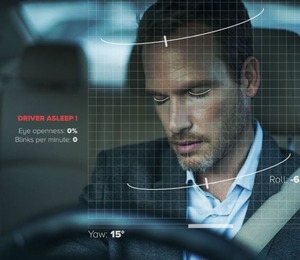 DRIVER ASLEEP !
Eye openness: 0%
Blinks per minute: 0
Roll: -6
Yaw: 15°